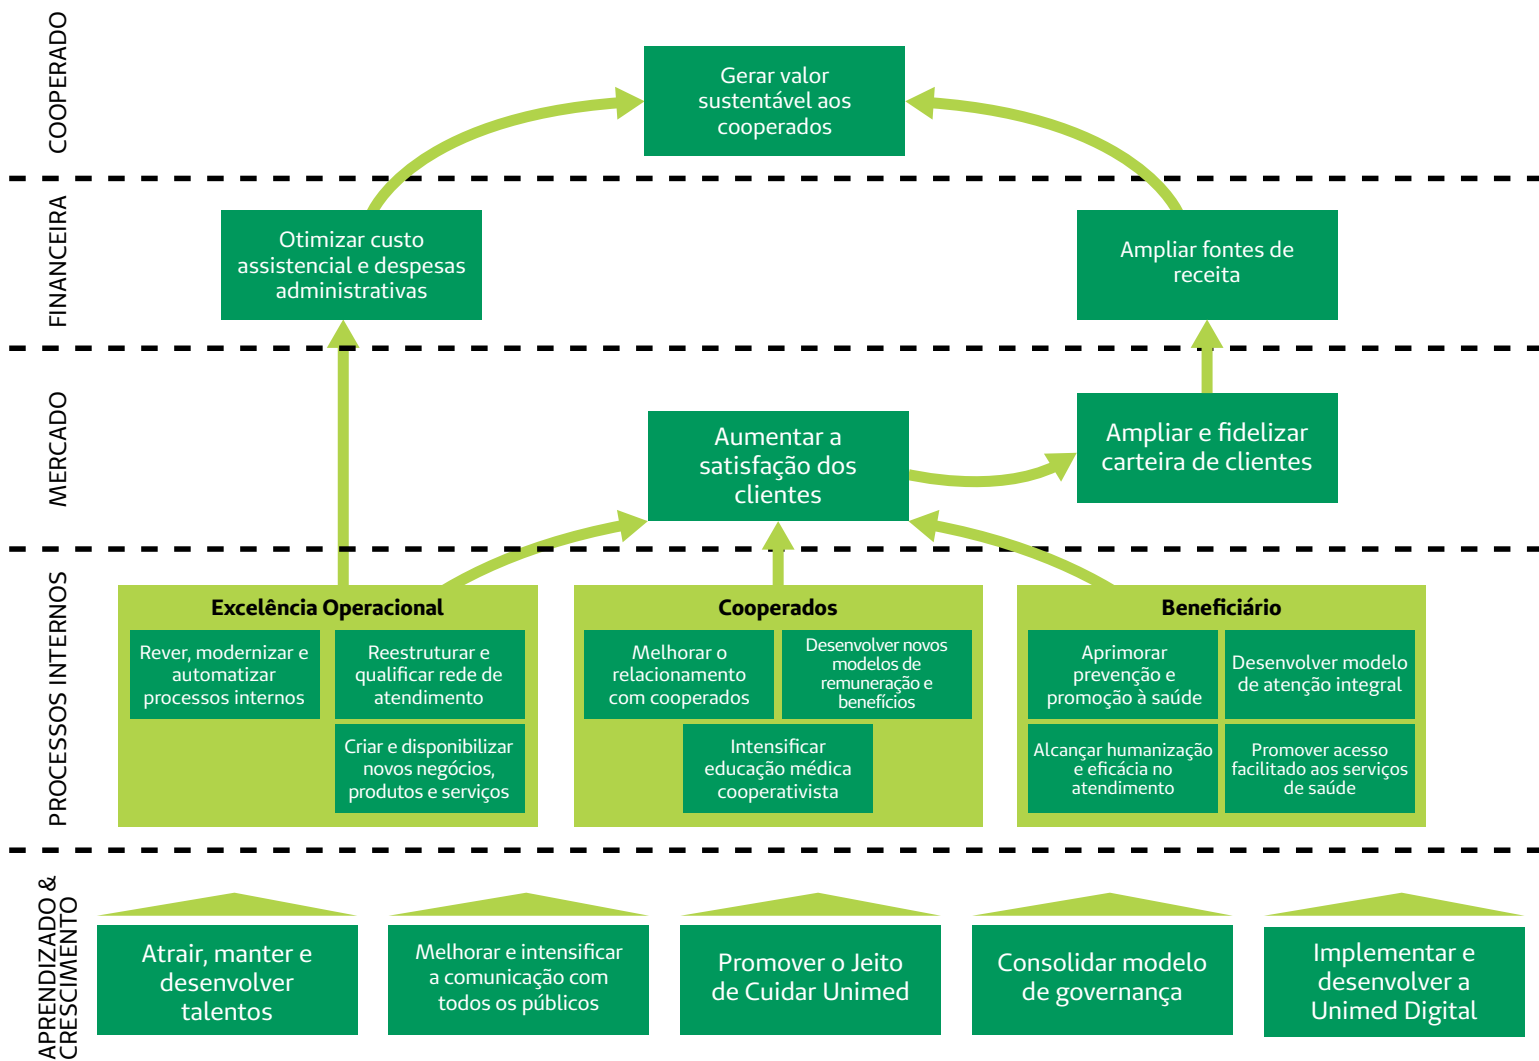 COOPERADO
Gerar valor
sustentável aos
cooperados
FINANCEIRA
Otimizar custo
assistencial e despesas
administrativas
Ampliar fontes de
receita
MERCADO
Aumentar a
satisfação dos
clientes
Ampliar e fidelizar
carteira de clientes
PROCESSOS INTERNOS
Excelência Operacional
Rever, modernizar e
automatizar
processos internos
Reestruturar e
qualificar rede de
atendimento
Criar e disponibilizar
novos negócios,
produtos e serviços
Cooperados
Melhorar o
relacionamento
com cooperados
Desenvolver novos
modelos de
remuneração e
benefícios
Intensificar
educação médica
cooperativista
Beneficiário
Aprimorar
prevenção e
promoção à saúde
Desenvolver modelo
de atenção integral
Alcançar humanização
e eficácia no
atendimento
Promover acesso
facilitado aos serviços
de saúde
APRENDIZADO &
CRESCIMENTO
Atrair, manter e
desenvolver
talentos
Melhorar e intensificar
a comunicação com
todos os públicos
Promover o Jeito
de Cuidar Unimed
Consolidar modelo
de governança
Implementar e
desenvolver a
Unimed Digital